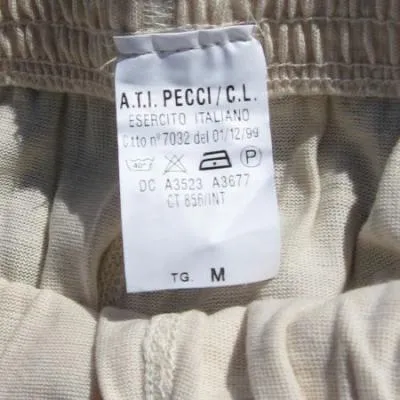 A.T.I. PECCI/C.L.
ESERCITO ITALIANO
C.tto n° 7032 del 01/12/99
40° P
DC A3523 A3677
CT 856/INT
TG. M